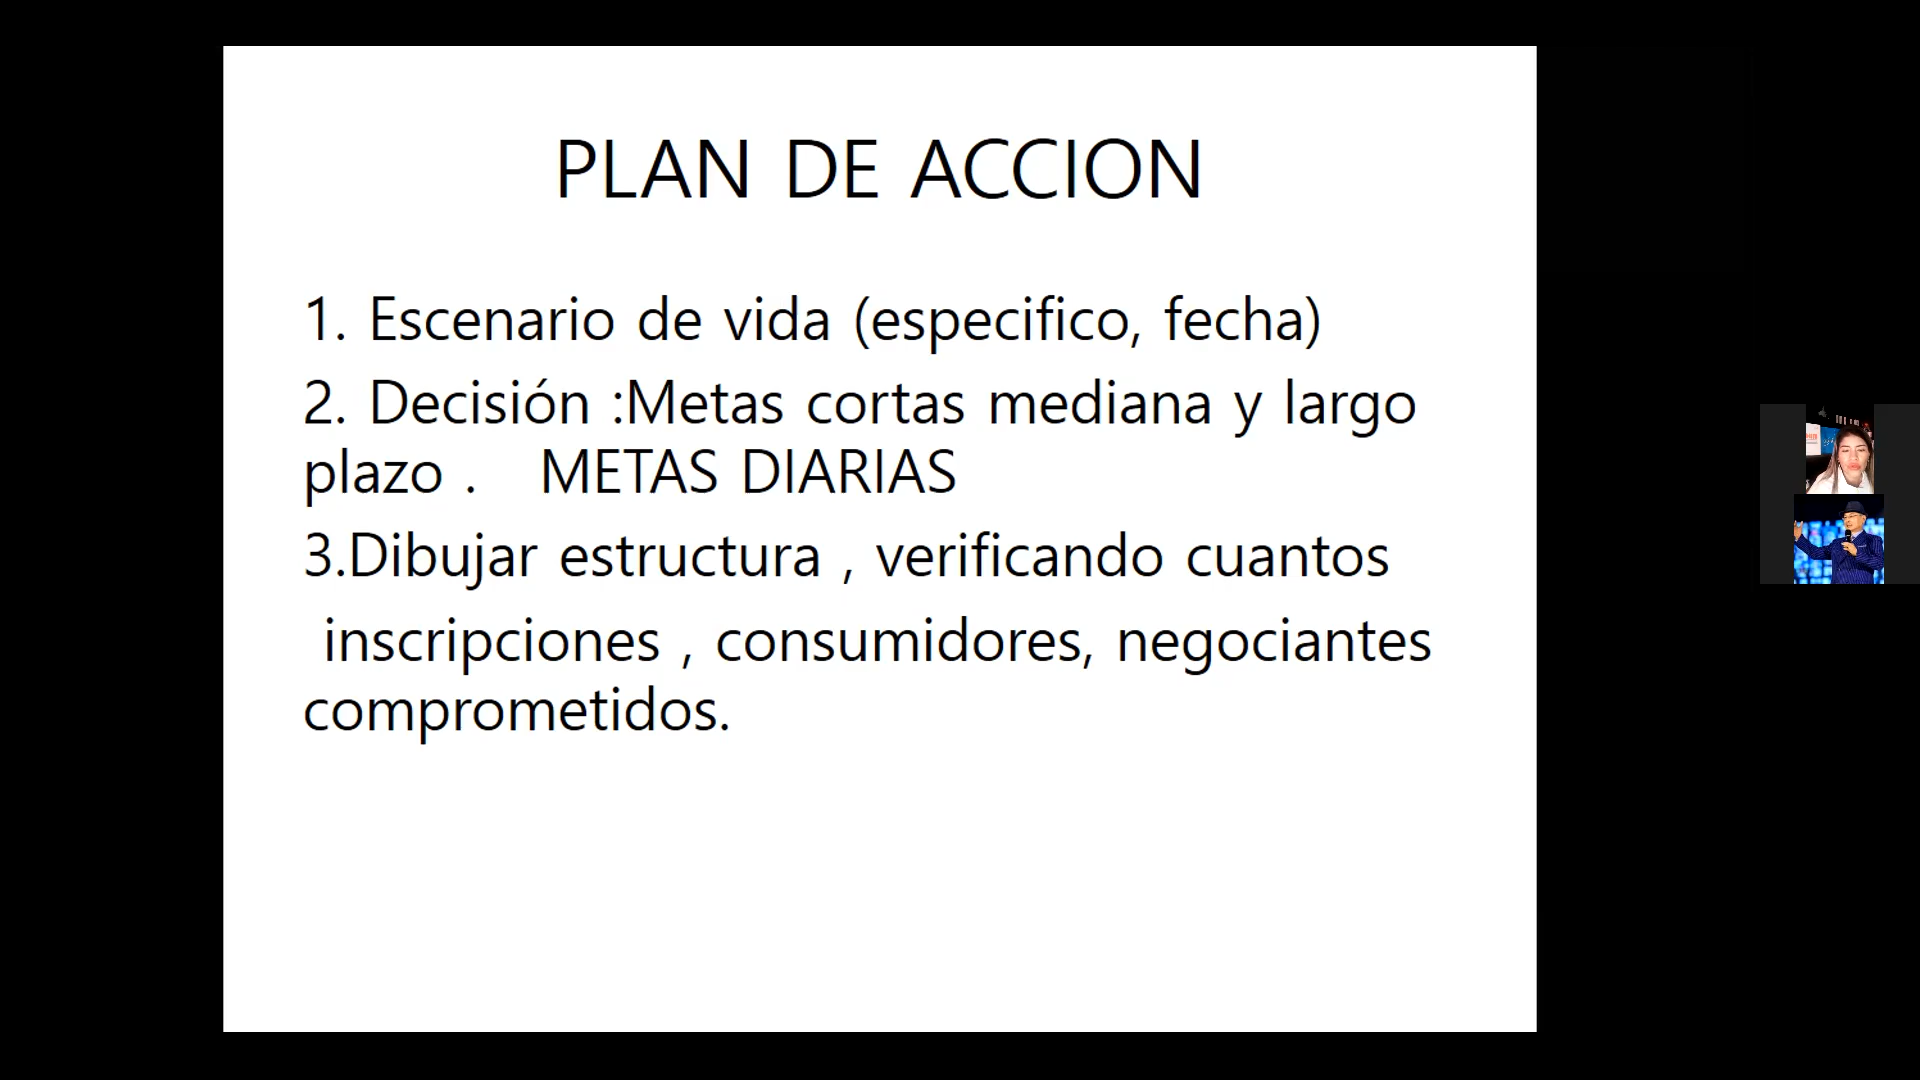 PLAN DE ACCION
1. Escenario de vida (especifico, fecha)
2. Decisión :Metas cortas mediana y largo
plazo . METAS DIARIAS
3.Dibujar estructura , verificando cuantos
inscripciones , consumidores, negociantes
comprometidos.